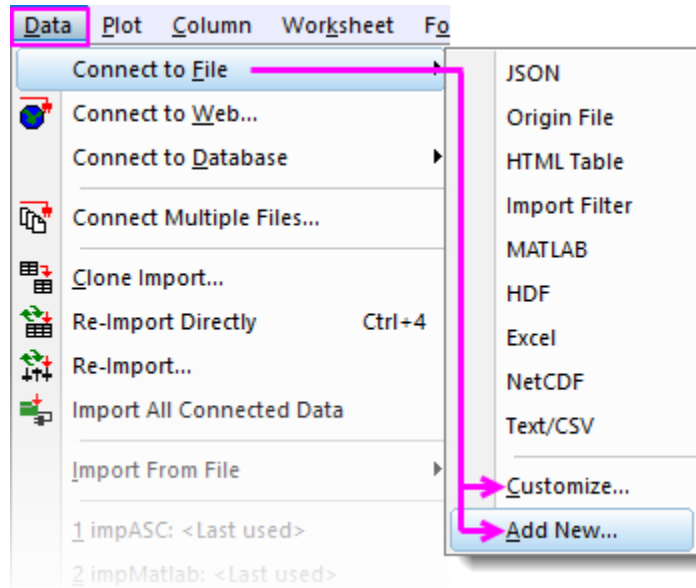 Data Plot Column Worksheet Fo
Connect to File
Connect to Web...
Connect to Database
Connect Multiple Files...
Clone Import...
Re-Import Directly Ctrl+4
Re-Import...
Import All Connected Data
Import From File
1 impASC: <Last used>
2 impMatlab: <Last used>
JSON
Origin File
HTML Table
Import Filter
MATLAB
HDF
Excel
NetCDF
Text/CSV
Customize...
Add New...